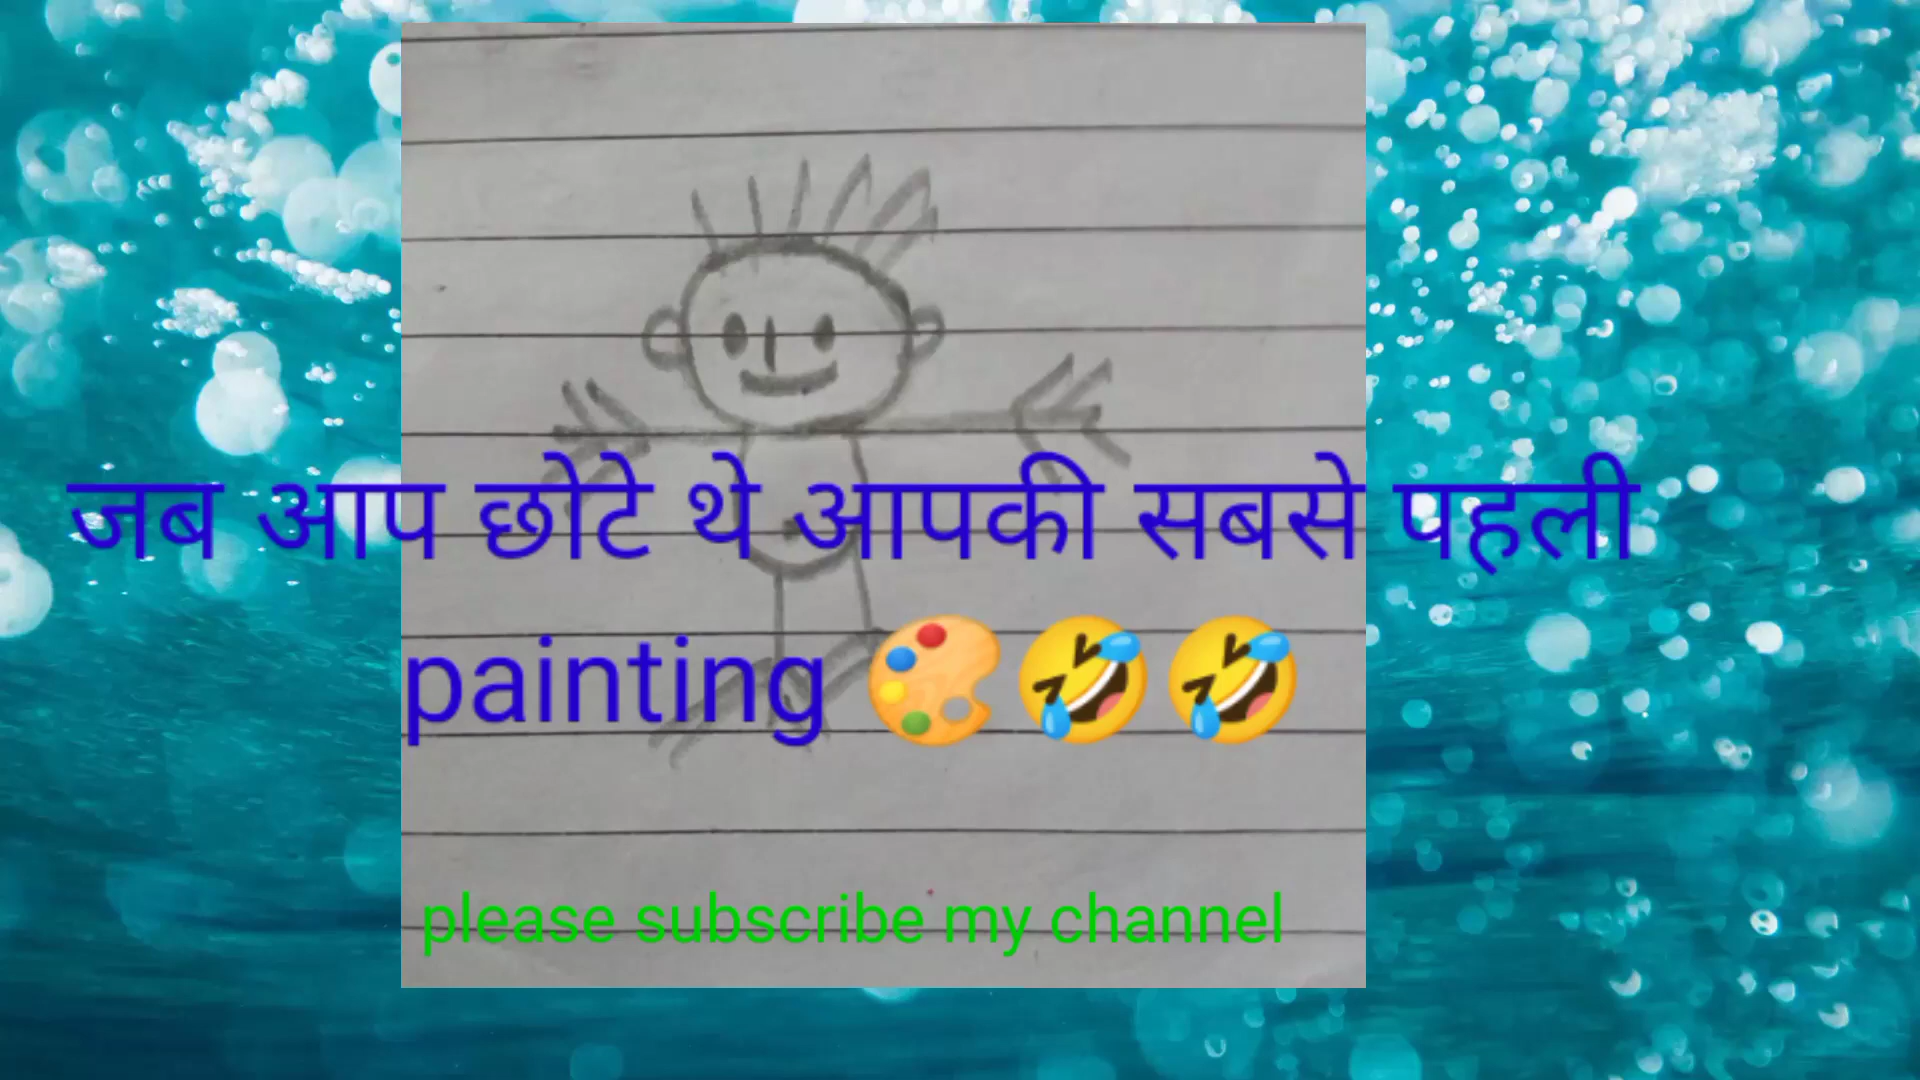 जब आप छोटे थे आपकी सबसे पहली
painting 🎨🤣🤣
please subscribe my channel